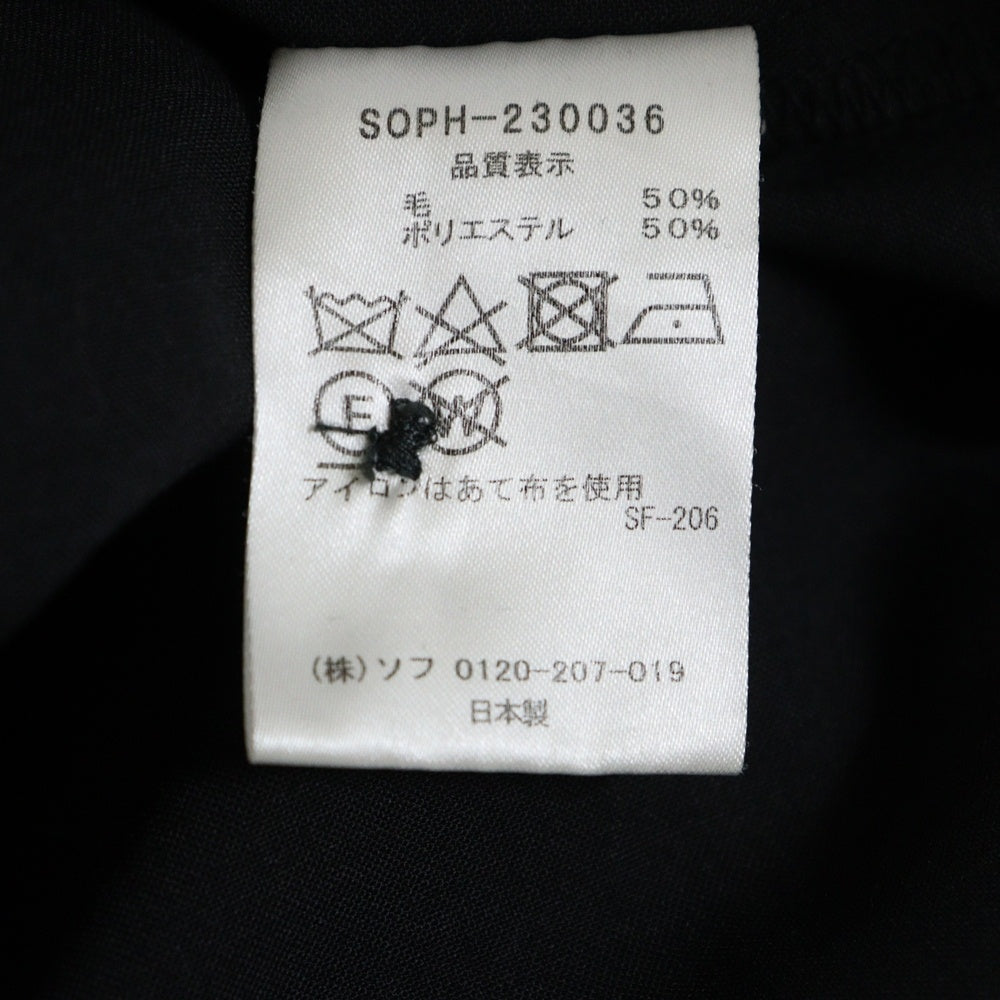 SOPH-230036
品質表示
毛 50%
ポリエステル 50%
F W
アイロンはあて布を使用
SF-206
(株)ソフ 0120-207-019
日本製